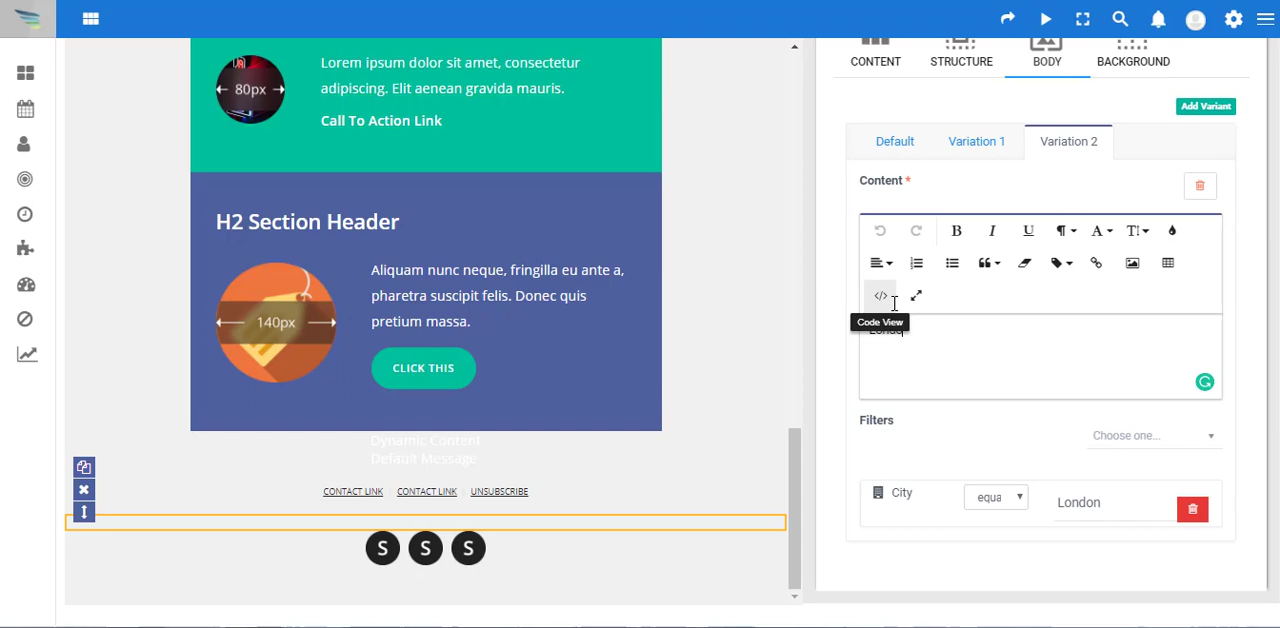 Lorem ipsum dolor sit amet, consectetur
adipiscing. Elit aenean gravida mauris.
80px
Call To Action Link
H2 Section Header
Aliquam nunc neque, fringilla eu ante a,
pharetra suscipit felis. Donec quis
pretium massa.
140px
CLICK THIS
Dynamic Content
Default Message
CONTACT LINK | CONTACT LINK | UNSUBSCRIBE
S S S
CONTENT STRUCTURE BODY BACKGROUND
Add Variant
Default Variation 1 Variation 2
Content *
B I U
A T
Code View
Filters
Choose one...
City equa London